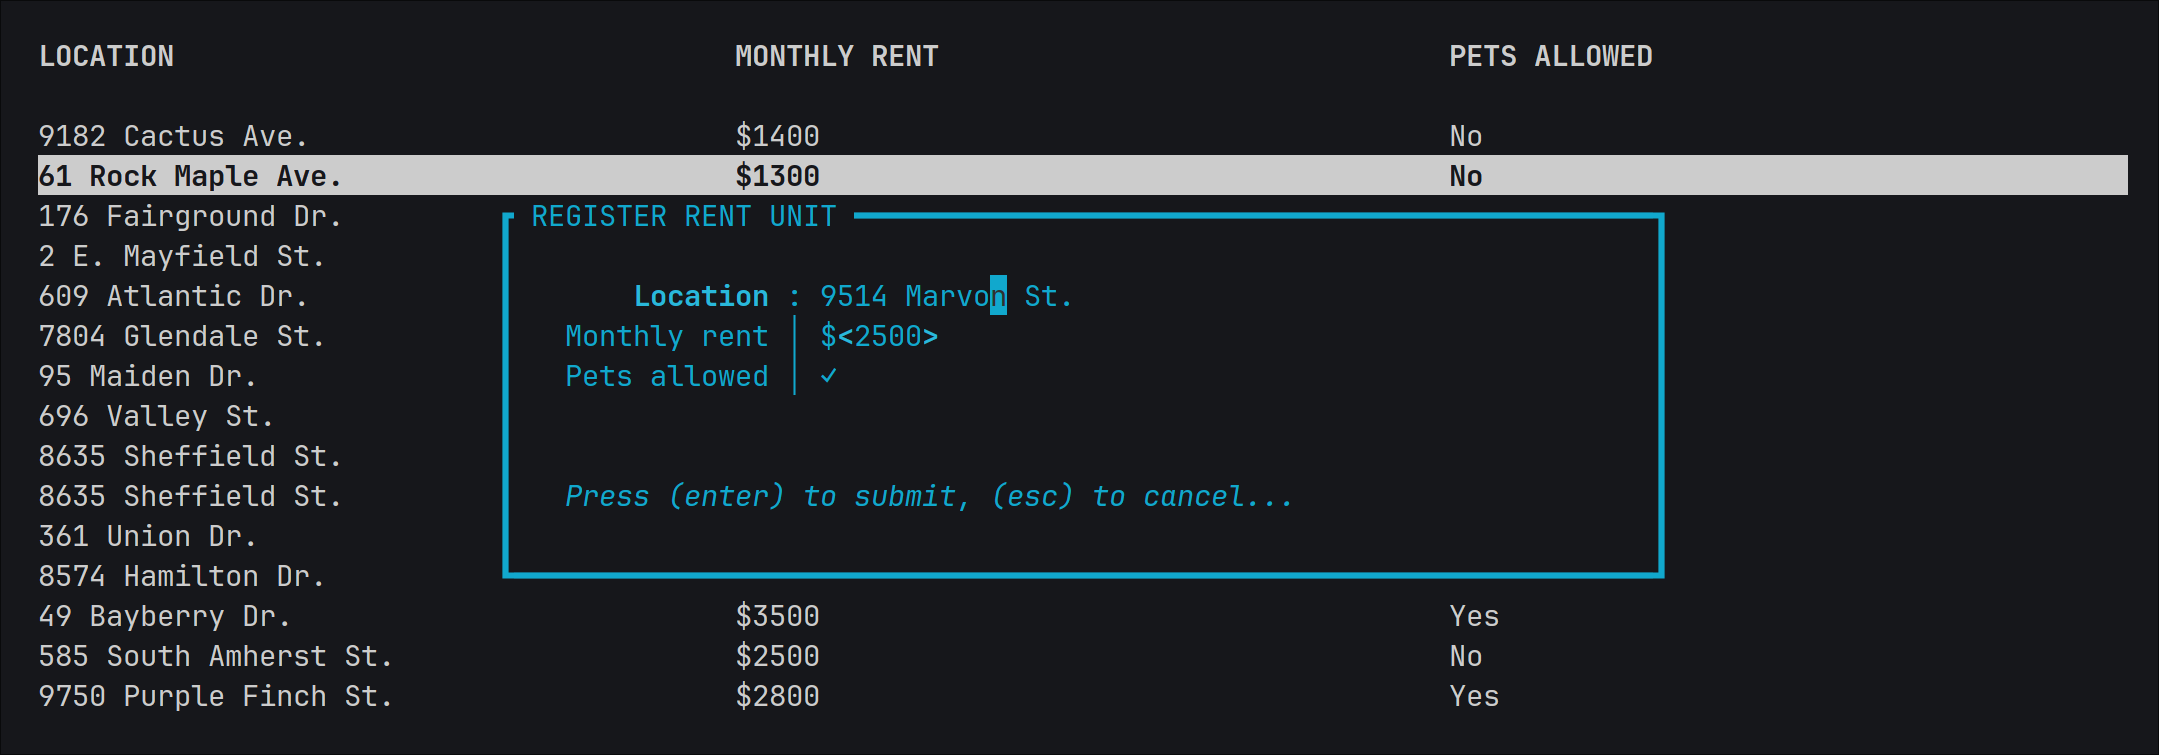 LOCATION MONTHLY RENT PETS ALLOWED
9182 Cactus Ave. $1400 No
61 Rock Maple Ave. $1300 No
176 Fairground Dr. REGISTER RENT UNIT
2 E. Mayfield St.
609 Atlantic Dr. Location : 9514 Marvon St.
7804 Glendale St. Monthly rent │ $<2500>
95 Maiden Dr. Pets allowed │ ✓
696 Valley St.
8635 Sheffield St.
8635 Sheffield St. Press (enter) to submit, (esc) to cancel...
361 Union Dr.
8574 Hamilton Dr.
49 Bayberry Dr. $3500 Yes
585 South Amherst St. $2500 No
9750 Purple Finch St. $2800 Yes